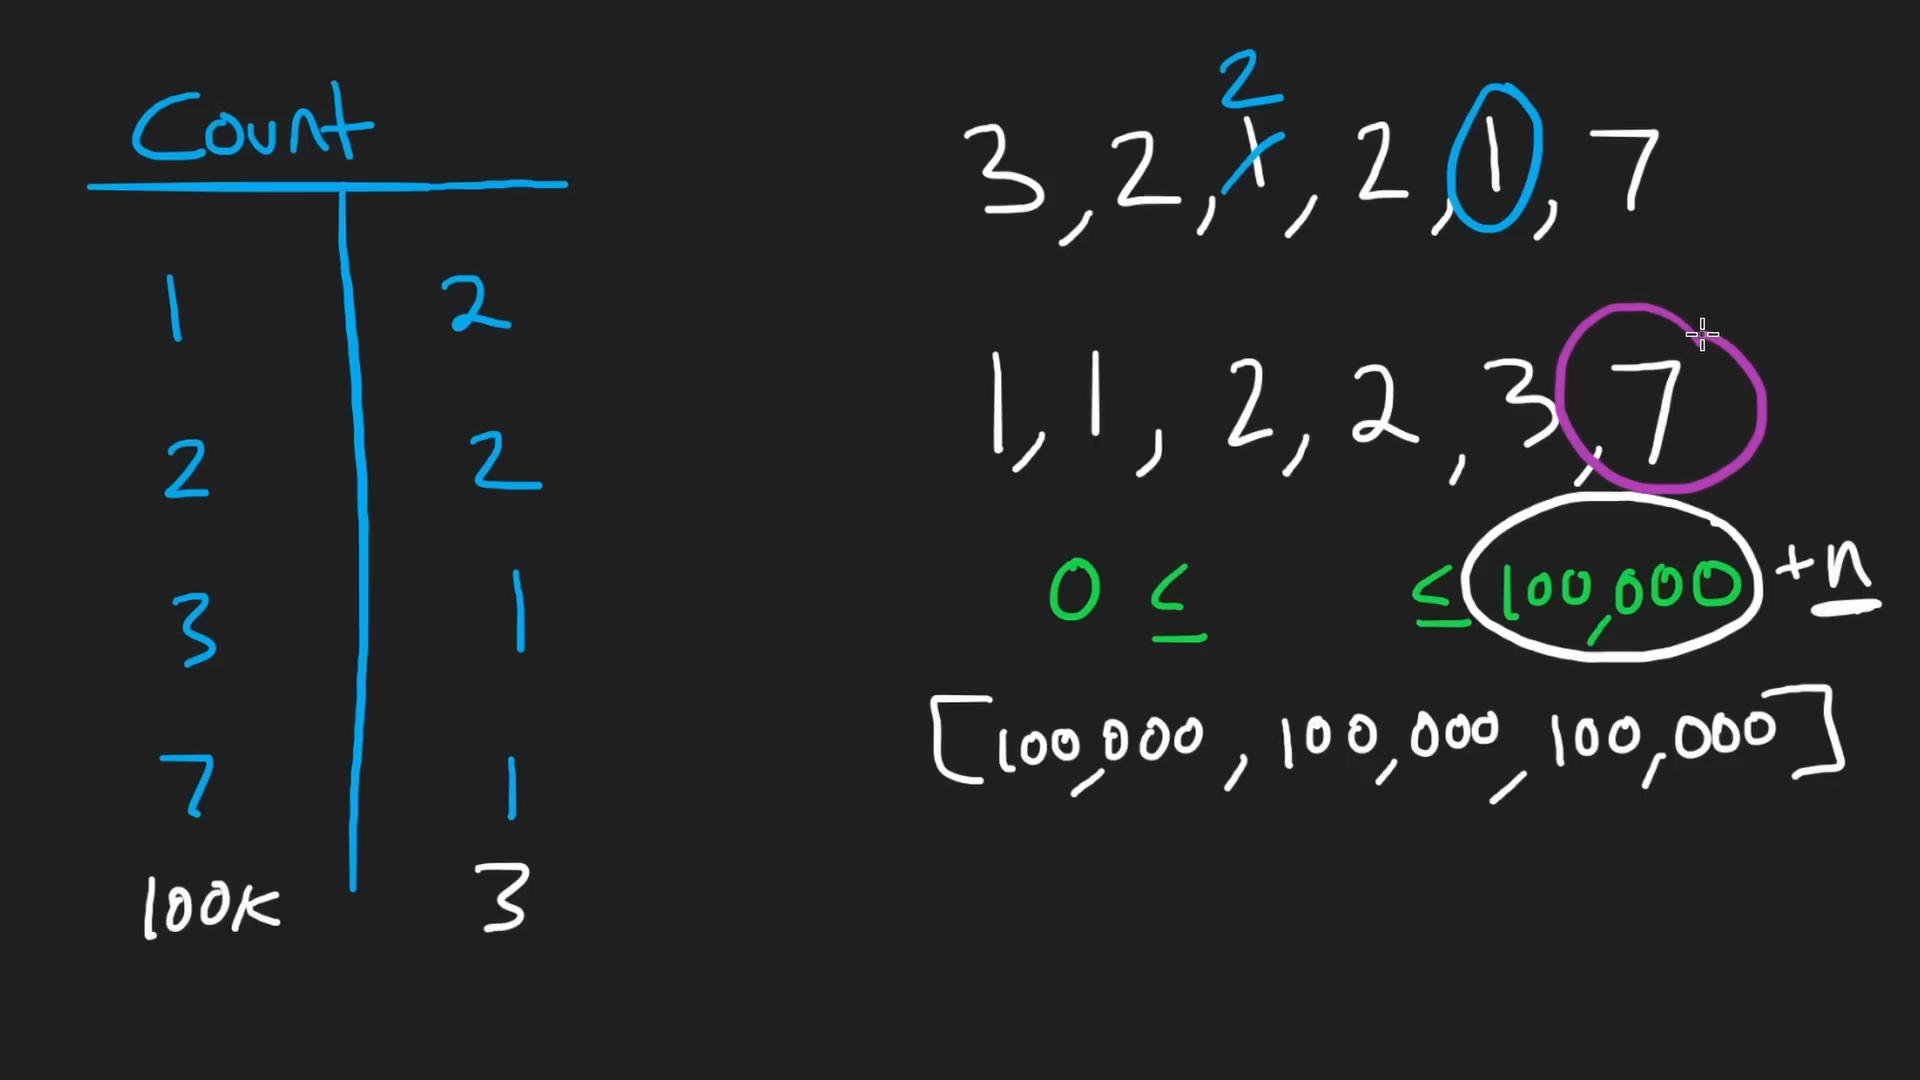 Count
1 2
2 2
3 1
7 1
100K 3
2
3, 2, 1, 2, 1, 7
1, 1, 2, 2, 3, 7
0 ≤ ≤ 100,000 + n
[100,000, 100,000, 100,000]